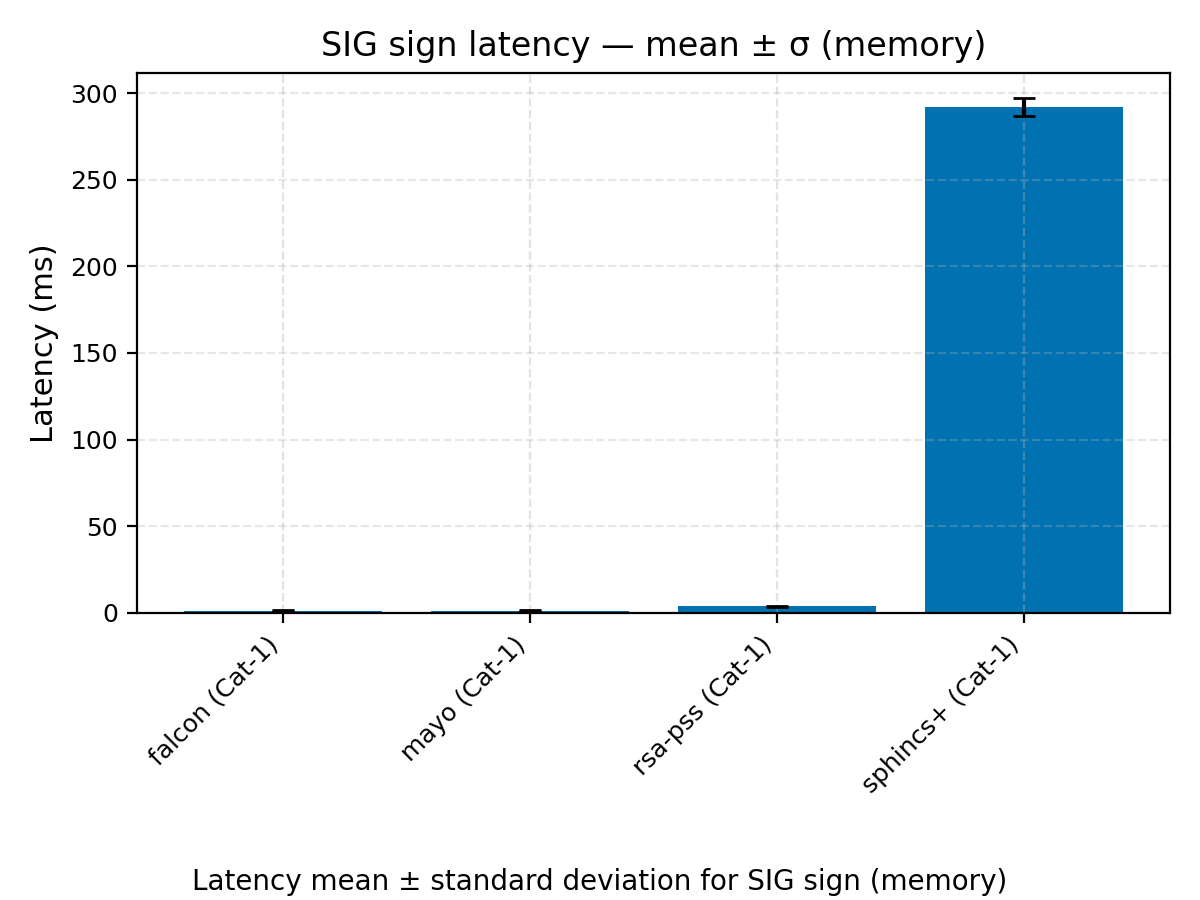 SIG sign latency — mean ± σ (memory)
Latency (ms)
300
250
200
150
100
50
0
falcon (Cat-1)
mayo (Cat-1)
rsa-pss (Cat-1)
sphincs+ (Cat-1)
Latency mean ± standard deviation for SIG sign (memory)